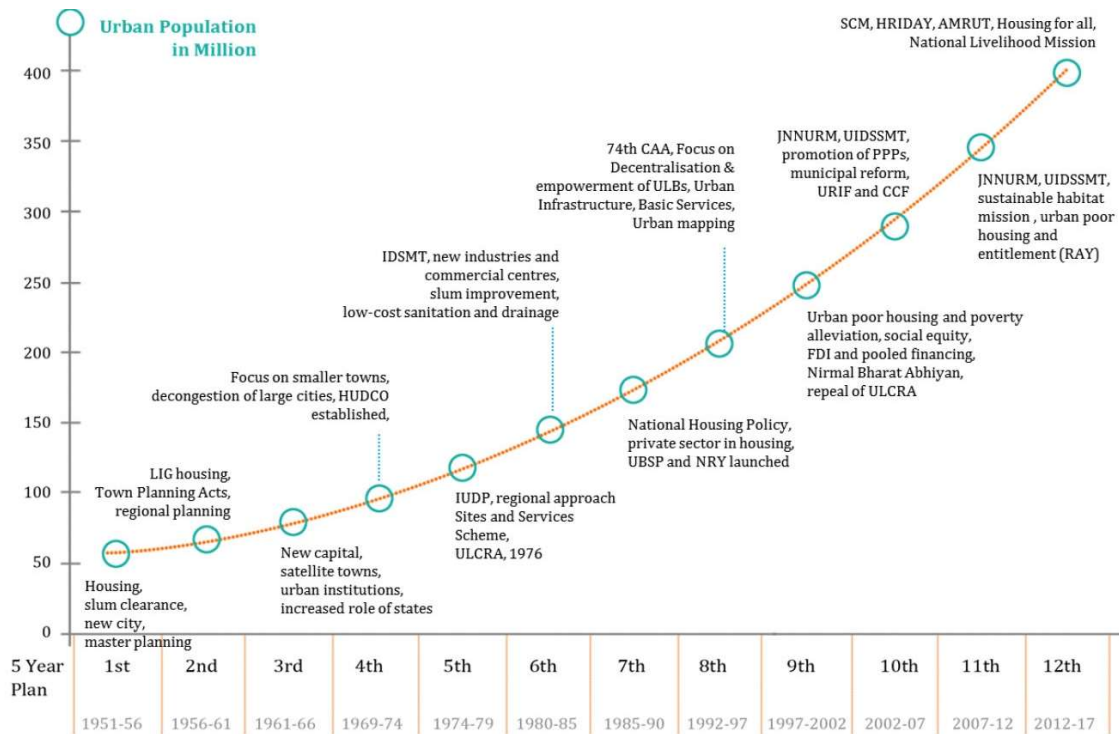 Urban Population
in Million
SCM, HRIDAY, AMRUT, Housing for all,
National Livelihood Mission
400
350
300
250
200
150
100
50
0
74th CAA, Focus on
Decentralisation &
empowerment of ULBs, Urban
Infrastructure, Basic Services,
Urban mapping
JNNURM, UIDSSMT,
promotion of PPPs,
municipal reform,
URIF and CCF
JNNURM, UIDSSMT,
sustainable habitat
mission , urban poor
housing and
entitlement (RAY)
IDSMT, new industries and
commercial centres,
slum improvement,
low-cost sanitation and drainage
Urban poor housing and poverty
alleviation, social equity,
FDI and pooled financing,
Nirmal Bharat Abhiyan,
repeal of ULCRA
Focus on smaller towns,
decongestion of large cities, HUDCO
established,
National Housing Policy,
private sector in housing,
UBSP and NRY launched
LIG housing,
Town Planning Acts,
regional planning
IUDP, regional approach
Sites and Services
Scheme,
ULCRA, 1976
New capital,
satellite towns,
urban institutions,
increased role of states
Housing,
slum clearance,
new city,
master planning
5 Year
Plan
1st 2nd 3rd 4th 5th 6th 7th 8th 9th 10th 11th 12th
1951-56 1956-61 1961-66 1969-74 1974-79 1980-85 1985-90 1992-97 1997-2002 2002-07 2007-12 2012-17